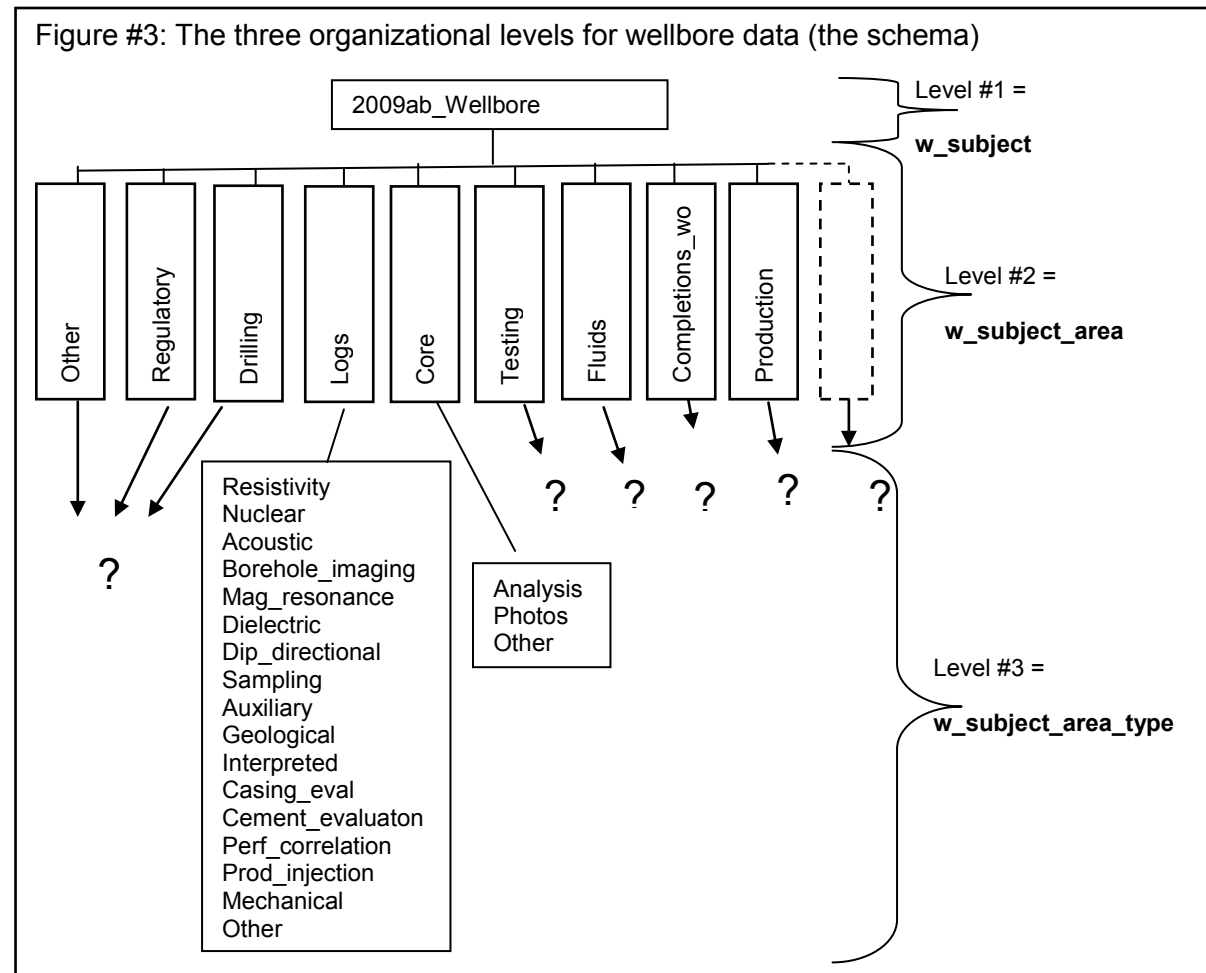 Figure #3: The three organizational levels for wellbore data (the schema)
2009ab_Wellbore
Level #1 =
w_subject
Other
Regulatory
Drilling
Logs
Core
Testing
Fluids
Completions_wo
Production
Level #2 =
w_subject_area
?
?
?
?
?
?
Resistivity
Nuclear
Acoustic
Borehole_imaging
Mag_resonance
Dielectric
Dip_directional
Sampling
Auxiliary
Geological
Interpreted
Casing_eval
Cement_evaluaton
Perf_correlation
Prod_injection
Mechanical
Other
Analysis
Photos
Other
Level #3 =
w_subject_area_type